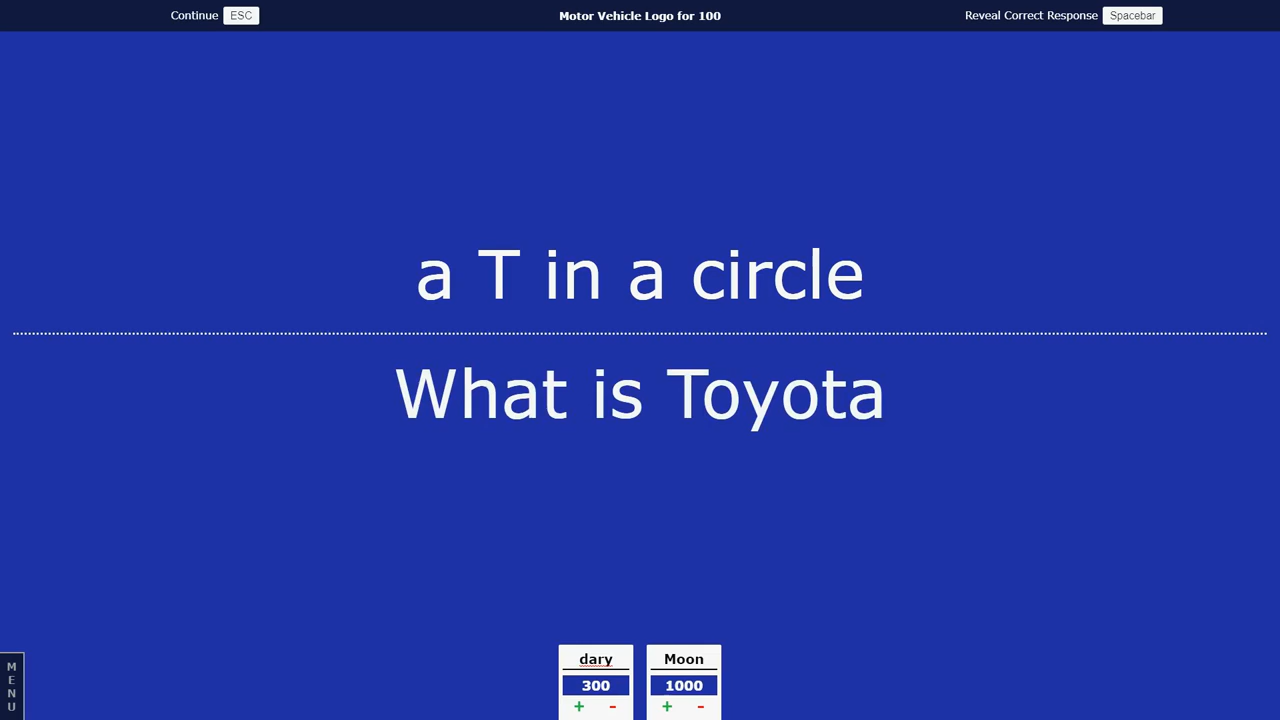 Continue ESC Motor Vehicle Logo for 100 Reveal Correct Response Spacebar
a T in a circle
What is Toyota
MENU
dary Moon
300 1000
+ - + -